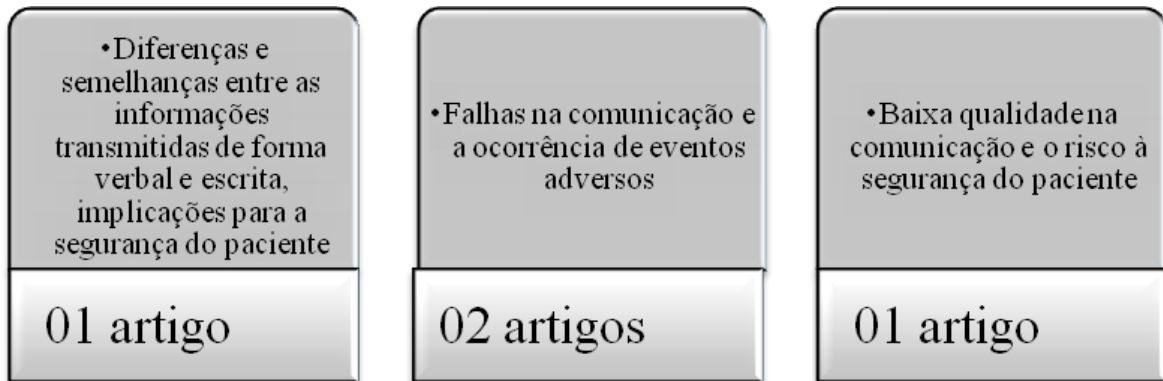 •Diferenças e
semelhanças entre as
informações
transmitidas de forma
verbal e escrita,
implicações para a
segurança do paciente
01 artigo
•Falhas na comunicação e
a ocorrência de eventos
adversos
02 artigos
•Baixa qualidade na
comunicação e o risco à
segurança do paciente
01 artigo